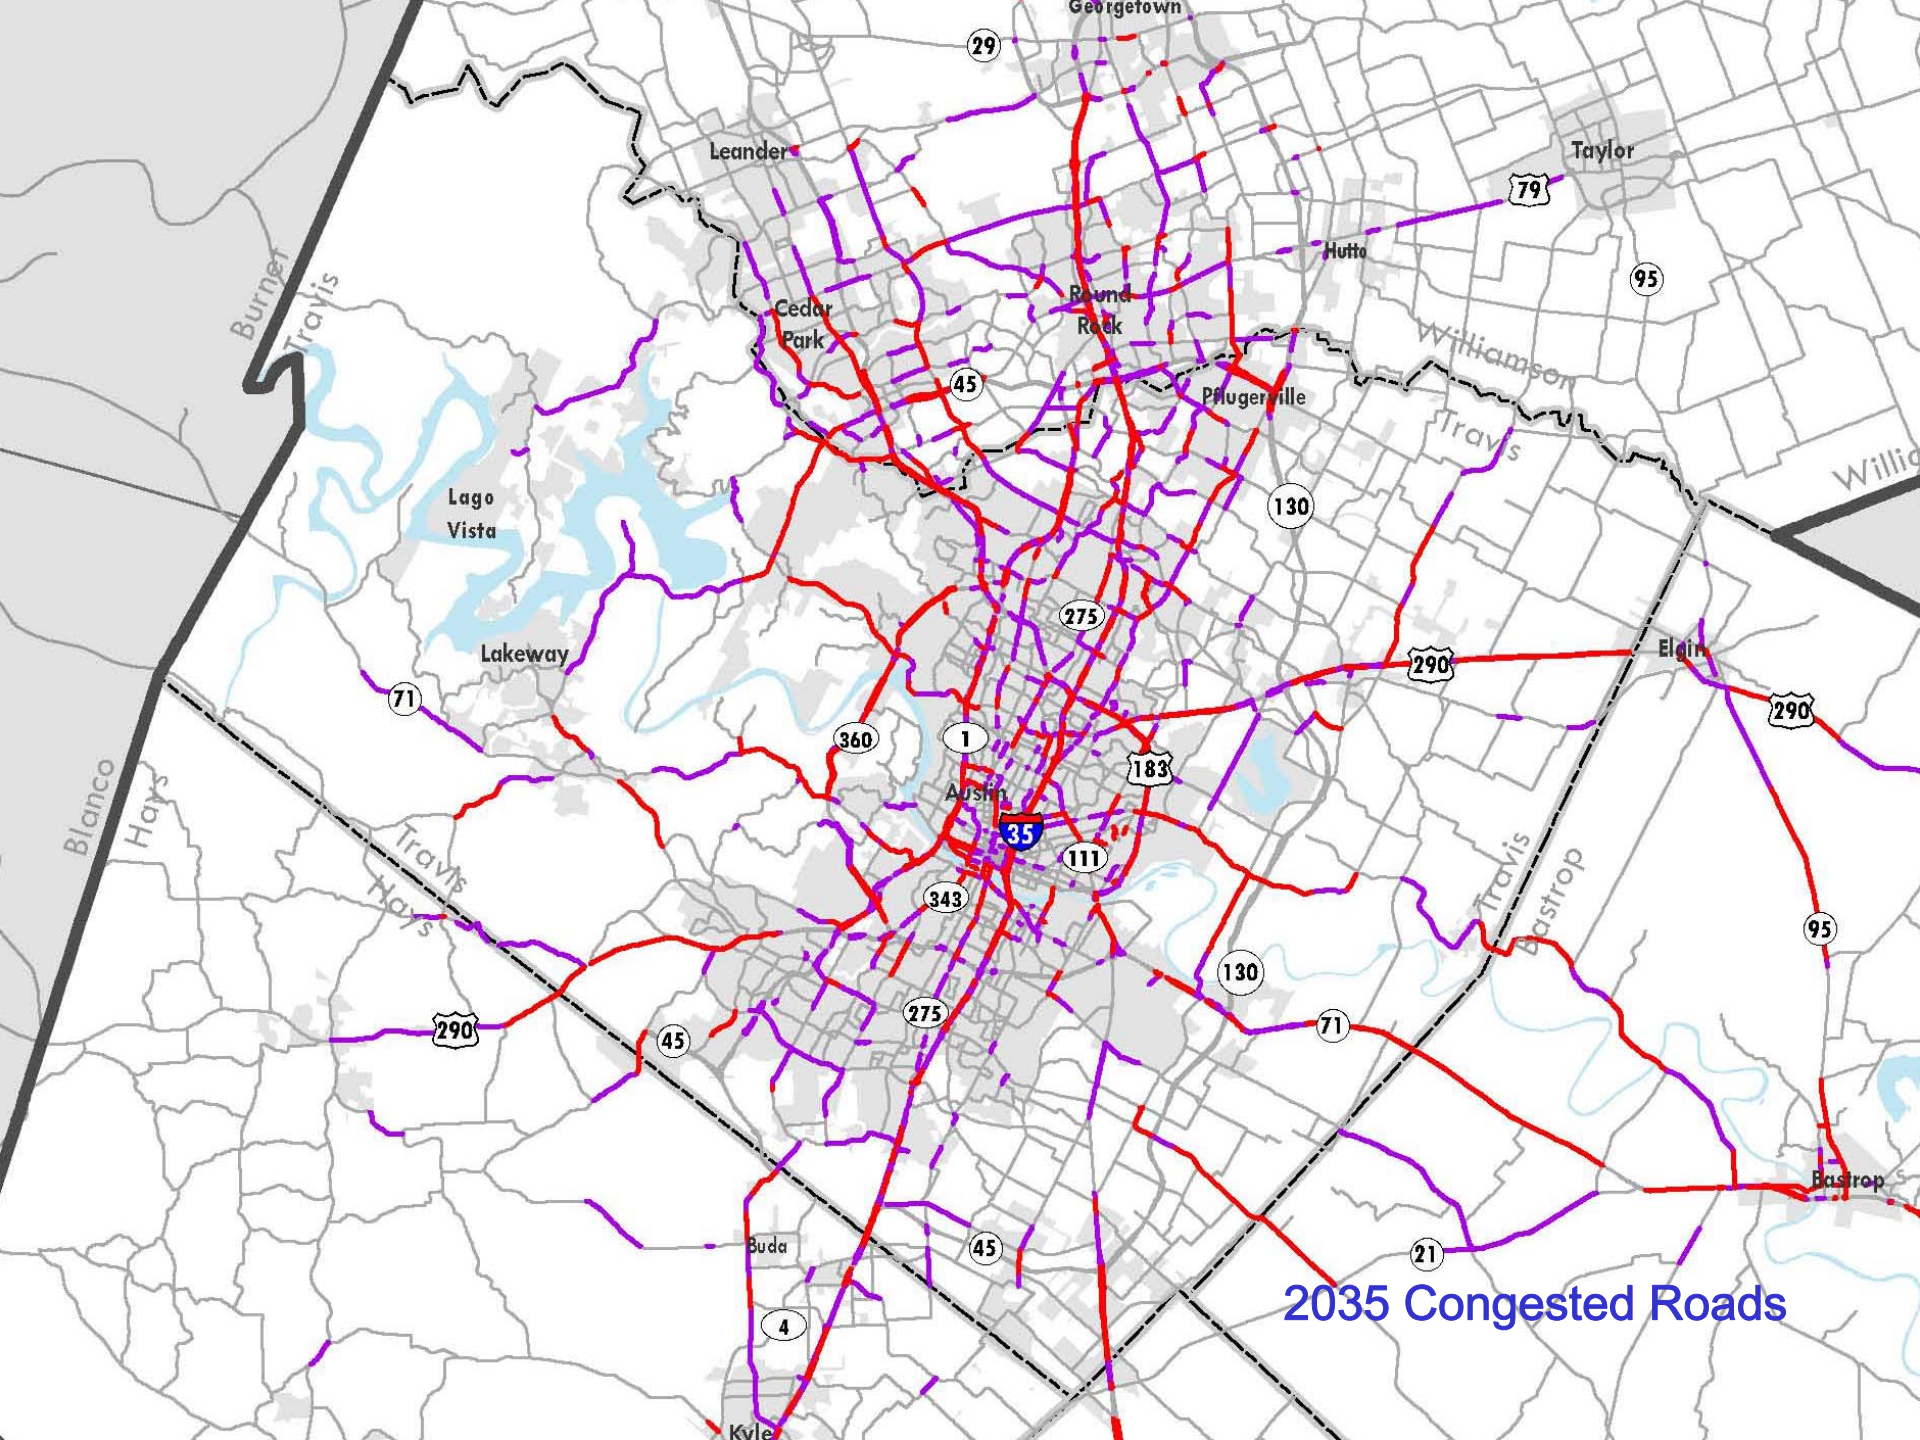 Georgetown
29
Leander
Taylor
79
Hutto
95
Burnet
Travis
Cedar
Park
Round
Rock
Williamson
45
Pflugerville
Travis
Lago
Vista
130
275
Lakeway
Elgin
290
71
290
360
1
183
Austin
35
111
Blanco
Hays
Travis
Hays
343
Travis
Bastrop
95
130
275
290
45
71
Bastrop
Buda
45
21
2035 Congested Roads
4
Kyle